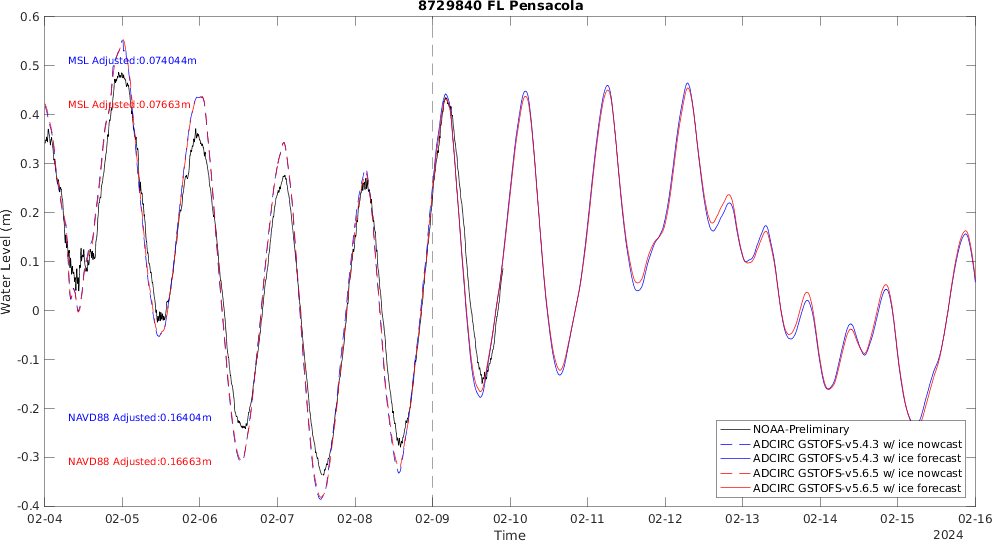 8729840 FL Pensacola
0.6
0.5
0.4
0.3
0.2
0.1
0
-0.1
-0.2
-0.3
-0.4
Water Level (m)
MSL Adjusted:0.074044m
MSL Adjusted:0.07663m
NAVD88 Adjusted:0.16404m
NAVD88 Adjusted:0.16663m
NOAA-Preliminary
ADCIRC GSTOFS-v5.4.3 w/ ice nowcast
ADCIRC GSTOFS-v5.4.3 w/ ice forecast
ADCIRC GSTOFS-v5.6.5 w/ ice nowcast
ADCIRC GSTOFS-v5.6.5 w/ ice forecast
02-04 02-05 02-06 02-07 02-08 02-09 02-10 02-11 02-12 02-13 02-14 02-15 02-16
Time
2024